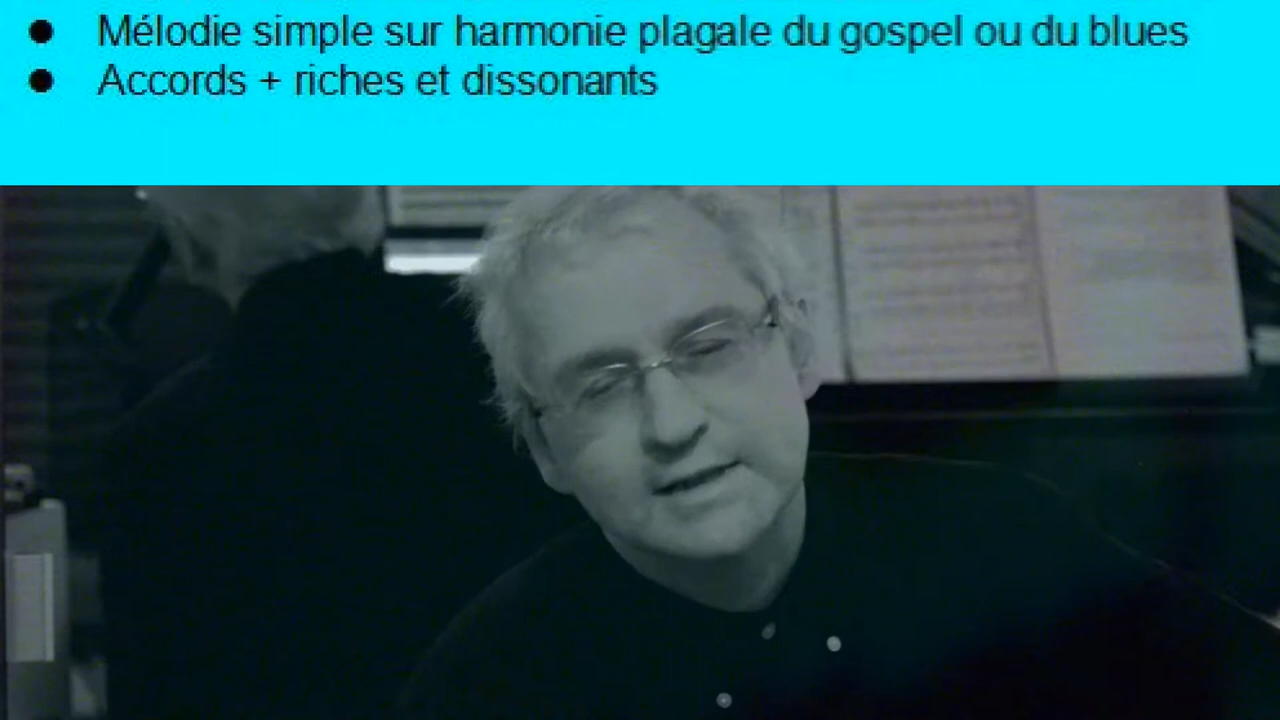 ● Mélodie simple sur harmonie plagale du gospel ou du blues
● Accords + riches et dissonants